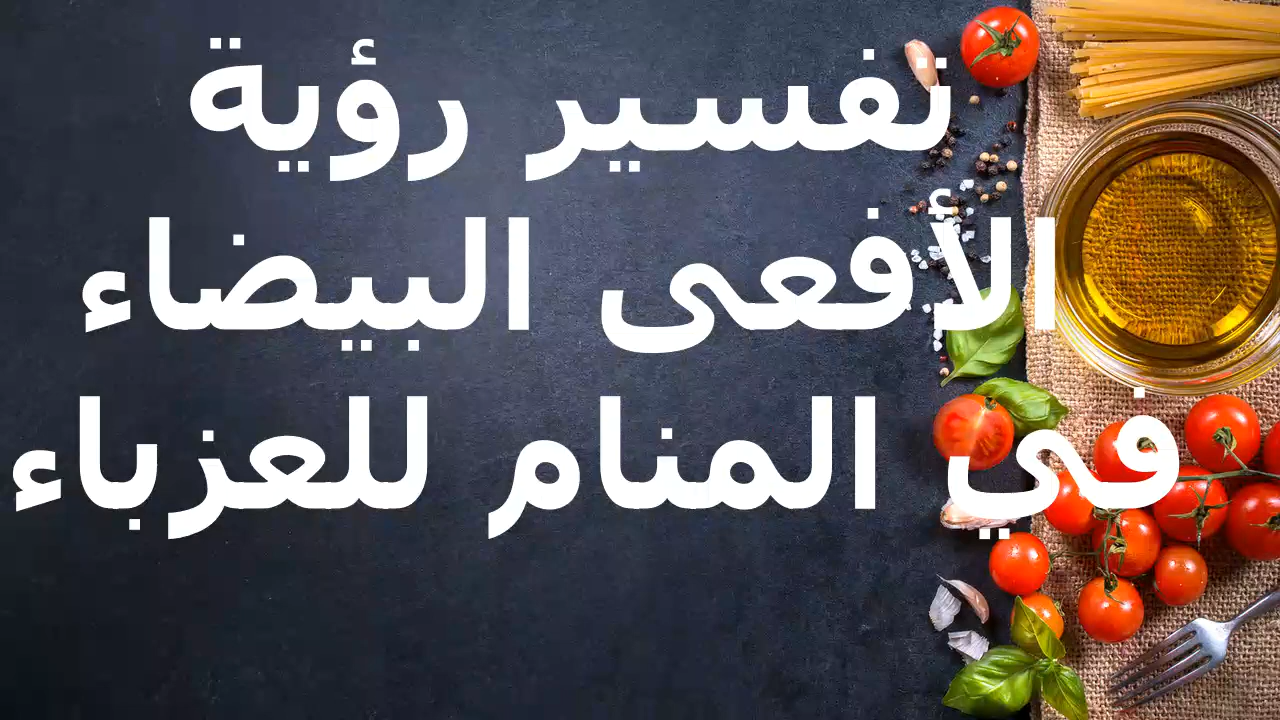 تفسير رؤية
الأفعى البيضاء
في المنام للعزباء